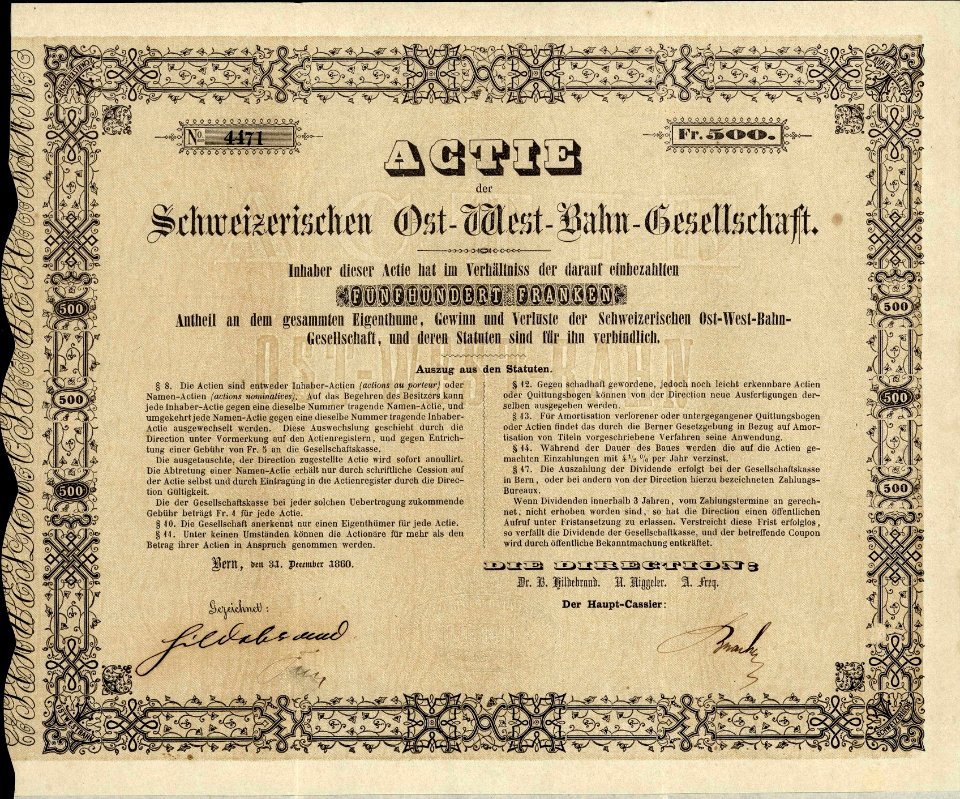 No. 4471
Fr. 500.
ACTIE
der
Schweizerischen Ost-West-Bahn-Gesellschaft.
Inhaber dieser Actie hat im Verhältniss der darauf einbezahlten
FÜNFHUNDERT FRANKEN
Antheil an dem gesammten Eigenthume, Gewinn und Verluste der Schweizerischen Ost-West-Bahn-
Gesellschaft, und deren Statuten sind für ihn verbindlich.
OST-WEST-BAHN
Auszug aus den Statuten.
§ 8. Die Actien sind entweder Inhaber-Actien (actions au porteur) oder
Namen-Actien (actions nominatives). Auf das Begehren des Besitzers kann
jede Inhaber-Actie gegen eine dieselbe Nummer tragende Namen-Actie, und
umgekehrt jede Namen-Actie gegen eine dieselbe Nummer tragende Inhaber-
Actie ausgewechselt werden. Diese Auswechslung geschieht durch die
Direction unter Vormerkung auf den Actienregistern, und gegen Entrich-
tung einer Gebühr von Fr. 5 an die Gesellschaftskasse.
Die ausgetauschte, der Direction zugestellte Actie wird sofort annullirt.
Die Abtretung einer Namen-Actie erhält nur durch schriftliche Cession auf
der Actie selbst und durch Eintragung in die Actienregister durch die Direc-
tion Gültigkeit.
Die der Gesellschaftskasse bei jeder solchen Uebertragung zukommende
Gebühr beträgt Fr. 1 für jede Actie.
§ 10. Die Gesellschaft anerkennt nur einen Eigenthümer für jede Actie.
§ 11. Unter keinen Umständen können die Actionäre für mehr als den
Betrag ihrer Actien in Anspruch genommen werden.
§ 12. Gegen schadhaft gewordene, jedoch noch leicht erkennbare Actien
oder Quittungsbogen können von der Direction neue Ausfertigungen der-
selben ausgegeben werden.
§ 13. Für Amortisation verlorener oder untergegangener Quittungsbogen
oder Actien findet das durch die Berner Gesetzgebung in Bezug auf Amor-
tisation von Titeln vorgeschriebene Verfahren seine Anwendung.
§ 14. Während der Dauer des Baues werden die auf die Actien ge-
machten Einzahlungen mit 4½ % per Jahr verzinst.
§ 17. Die Auszahlung der Dividende erfolgt bei der Gesellschaftskasse
in Bern, oder bei andern von der Direction hierzu bezeichneten Zahlungs-
Bureaux.
Wenn Dividenden innerhalb 3 Jahren, vom Zahlungstermine an gerech-
net, nicht erhoben worden sind, so hat die Direction einen öffentlichen
Aufruf unter Fristansetzung zu erlassen. Verstreicht diese Frist erfolglos,
so verfällt die Dividende der Gesellschaftskasse, und der betreffende Coupon
wird durch öffentliche Bekanntmachung entkräftet.
Bern, den 31. Dezember 1860.
DIE DIRECTION:
Dr. B. Hildebrand. N. Niggeler. A. Frey.
Gezeichnet:
Der Haupt-Cassier:
Hildebrand
500
500
500
500
500
500